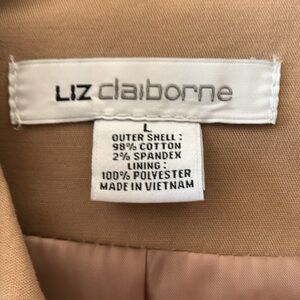 LIZ claiborne
L
OUTER SHELL :
98% COTTON
2% SPANDEX
LINING :
100% POLYESTER
MADE IN VIETNAM